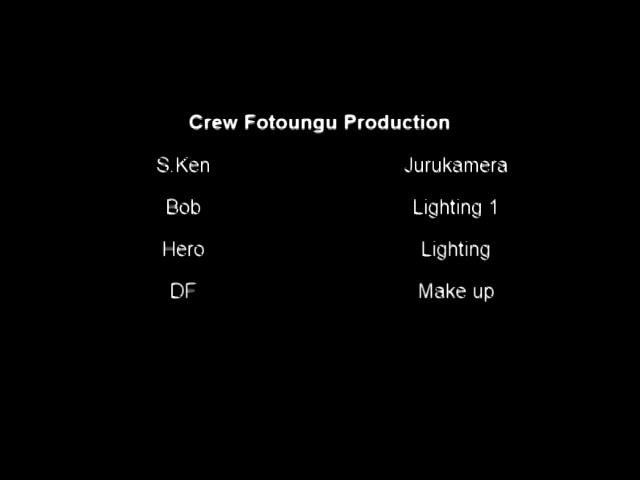 Crew Fotoungu Production
S.Ken Jurukamera
Bob Lighting 1
Hero Lighting
DF Make up